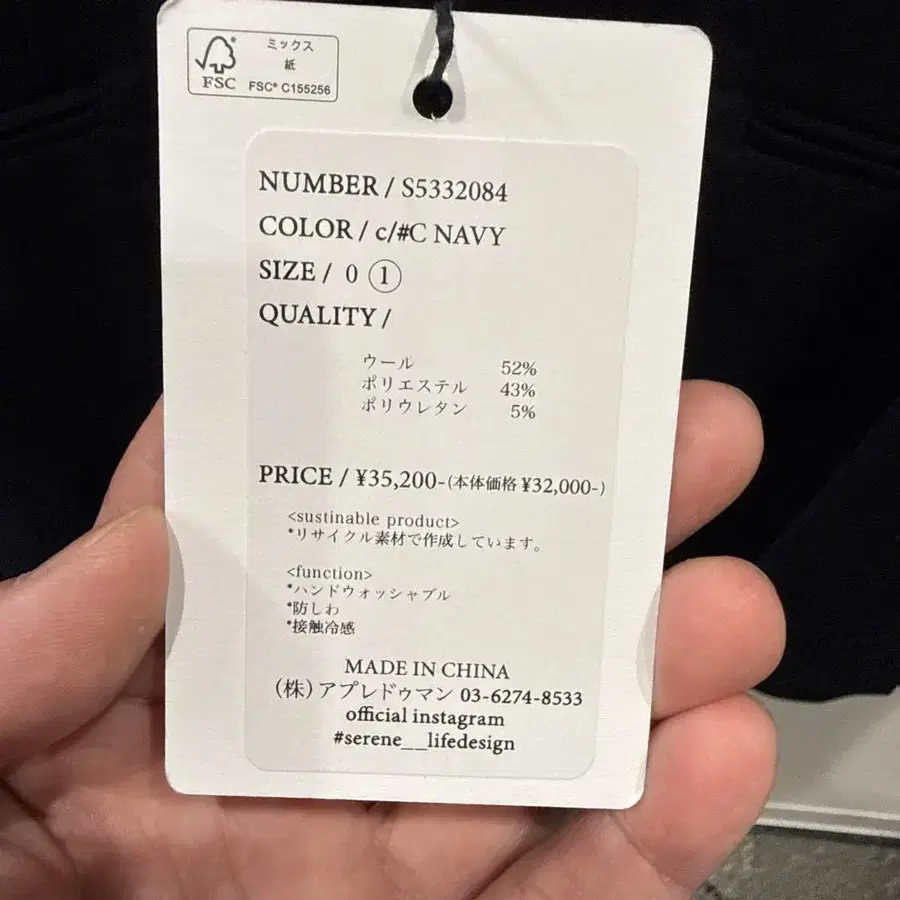 ミックス
紙
FSC® C155256
FSC
NUMBER / S5332084
COLOR / c/#C NAVY
SIZE / 0 ①
QUALITY /
ウール 52%
ポリエステル 43%
ポリウレタン 5%
PRICE / ¥35,200-(本体価格 ¥32,000-)
<sustinable product>
*リサイクル素材で作成しています。
<function>
*ハンドウォッシャブル
*防しわ
*接触冷感
MADE IN CHINA
(株)アプレドゥマン 03-6274-8533
official instagram
#serene__lifedesign